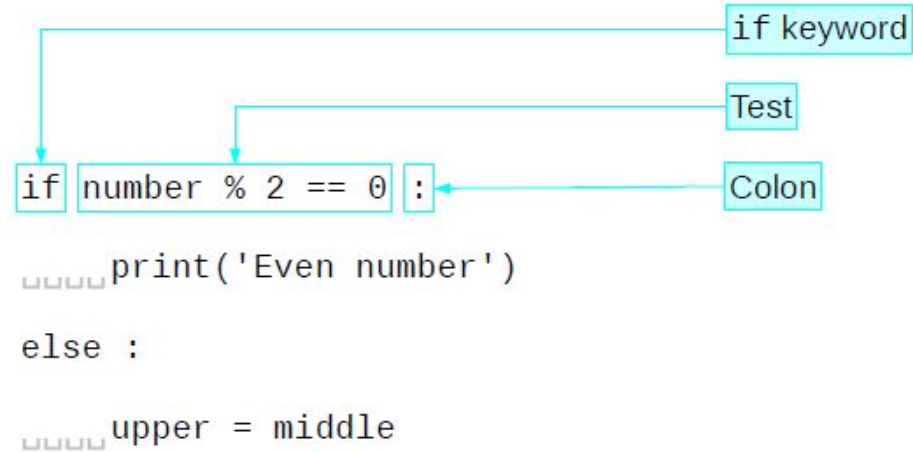 if keyword
Test
if number % 2 == 0 :
Colon
␣␣␣␣print('Even number')
else :
␣␣␣␣upper = middle